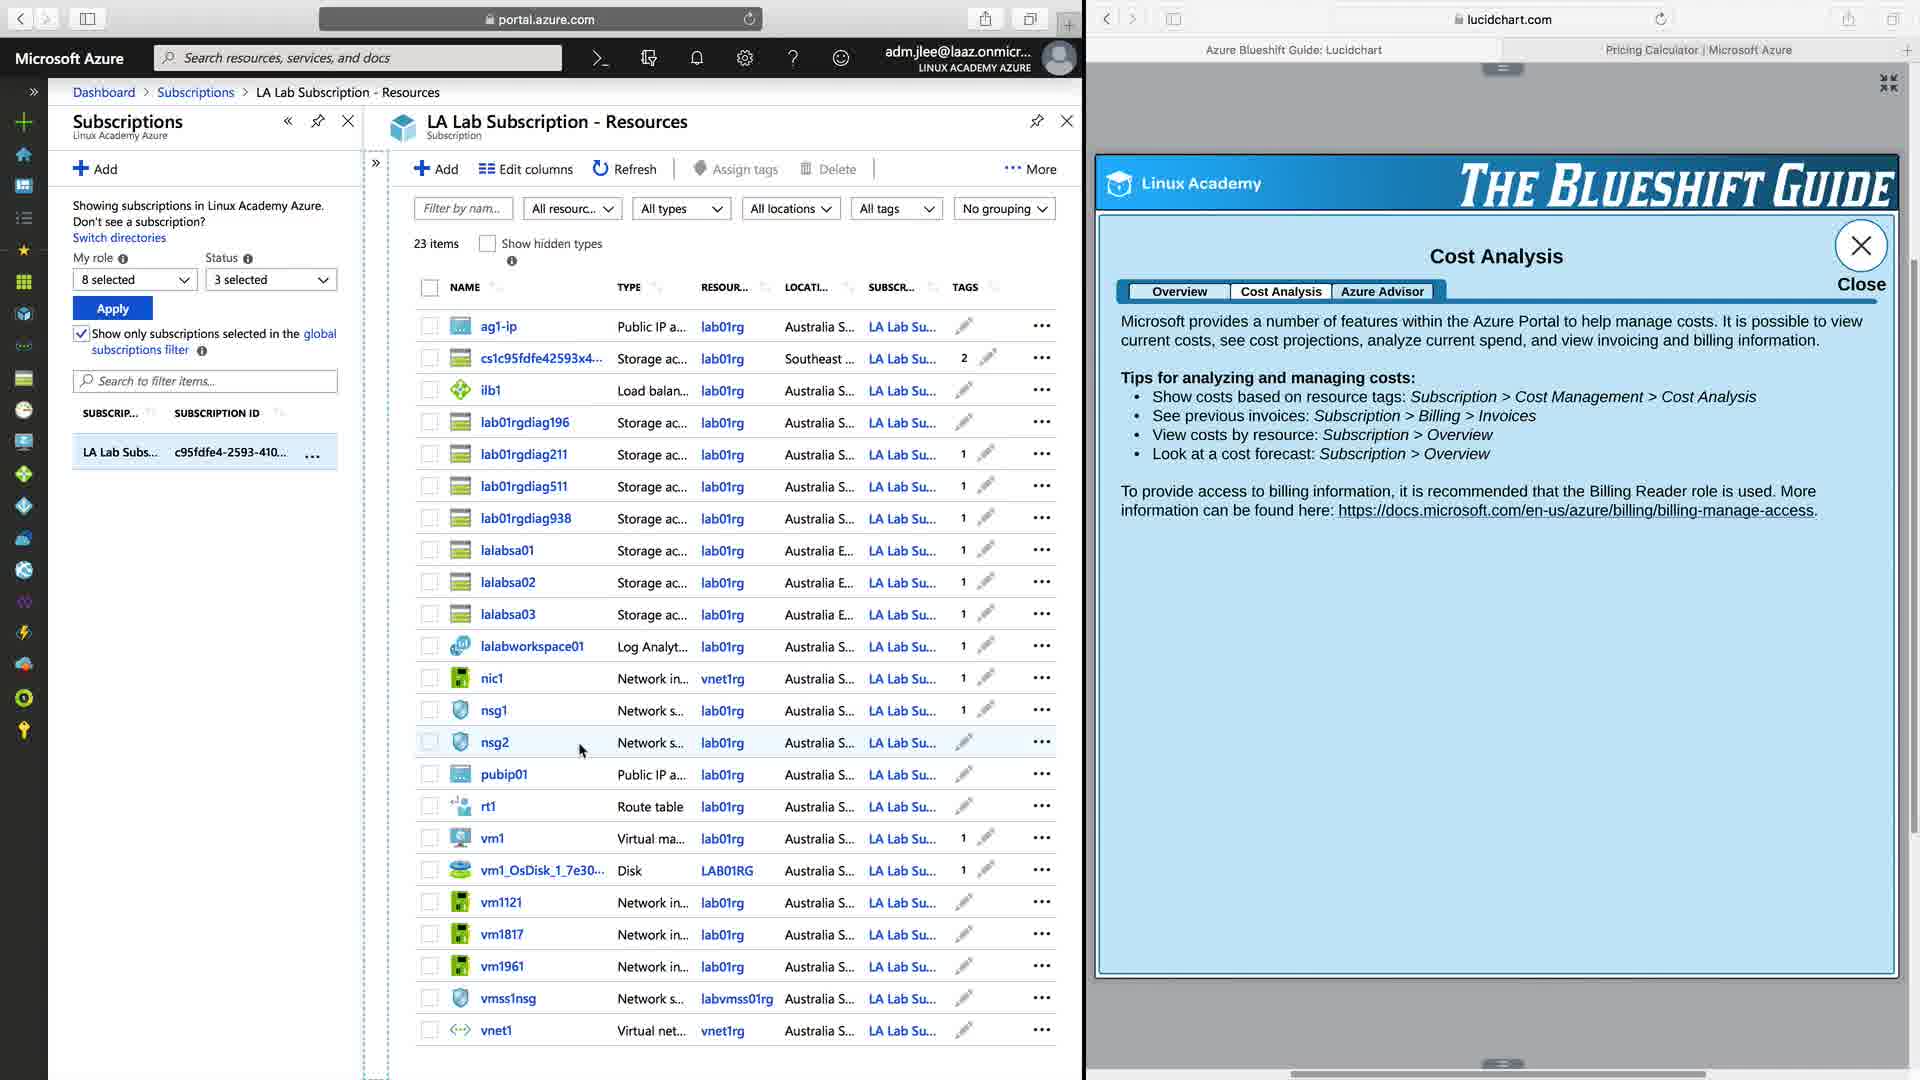 portal.azure.com
Microsoft Azure
Search resources, services, and docs
adm.jlee@laaz.onmicr...
LINUX ACADEMY AZURE
Dashboard > Subscriptions > LA Lab Subscription - Resources
Subscriptions
Linux Academy Azure
Add
Showing subscriptions in Linux Academy Azure.
Don't see a subscription?
Switch directories
My role
Status
8 selected
3 selected
Apply
Show only subscriptions selected in the global
subscriptions filter
Search to filter items...
SUBSCRIP...
SUBSCRIPTION ID
LA Lab Subs... c95fdfe4-2593-410... ...
LA Lab Subscription - Resources
Subscription
Add
Edit columns
Refresh
Assign tags
Delete
More
Filter by nam...
All resourc...
All types
All locations
All tags
No grouping
23 items
Show hidden types
NAME TYPE RESOUR... LOCATI... SUBSCR... TAGS
ag1-ip Public IP a... lab01rg Australia S... LA Lab Su... ...
cs1c95fdfe42593x4... Storage ac... lab01rg Southeast ... LA Lab Su... 2 ...
ilb1 Load balan... lab01rg Australia S... LA Lab Su... ...
lab01rgdiag196 Storage ac... lab01rg Australia S... LA Lab Su... ...
lab01rgdiag211 Storage ac... lab01rg Australia S... LA Lab Su... 1 ...
lab01rgdiag511 Storage ac... lab01rg Australia S... LA Lab Su... 1 ...
lab01rgdiag938 Storage ac... lab01rg Australia S... LA Lab Su... 1 ...
lalabsa01 Storage ac... lab01rg Australia E... LA Lab Su... 1 ...
lalabsa02 Storage ac... lab01rg Australia E... LA Lab Su... 1 ...
lalabsa03 Storage ac... lab01rg Australia E... LA Lab Su... 1 ...
lalabworkspace01 Log Analyt... lab01rg Australia S... LA Lab Su... 1 ...
nic1 Network in... vnet1rg Australia S... LA Lab Su... 1 ...
nsg1 Network s... lab01rg Australia S... LA Lab Su... 1 ...
nsg2 Network s... lab01rg Australia S... LA Lab Su... ...
pubip01 Public IP a... lab01rg Australia S... LA Lab Su... ...
rt1 Route table lab01rg Australia S... LA Lab Su... ...
vm1 Virtual ma... lab01rg Australia S... LA Lab Su... 1 ...
vm1_OsDisk_1_7e30... Disk LAB01RG Australia S... LA Lab Su... 1 ...
vm1121 Network in... lab01rg Australia S... LA Lab Su... ...
vm1817 Network in... lab01rg Australia S... LA Lab Su... ...
vm1961 Network in... lab01rg Australia S... LA Lab Su... ...
vmss1nsg Network s... labvmss01rg Australia S... LA Lab Su... ...
vnet1 Virtual net... vnet1rg Australia S... LA Lab Su... ...
lucidchart.com
Azure Blueshift Guide: Lucidchart
Pricing Calculator | Microsoft Azure
Linux Academy
THE BLUESHIFT GUIDE
Cost Analysis
Close
Overview
Cost Analysis
Azure Advisor
Microsoft provides a number of features within the Azure Portal to help manage costs. It is possible to view
current costs, see cost projections, analyze current spend, and view invoicing and billing information.
Tips for analyzing and managing costs:
• Show costs based on resource tags: Subscription > Cost Management > Cost Analysis
• See previous invoices: Subscription > Billing > Invoices
• View costs by resource: Subscription > Overview
• Look at a cost forecast: Subscription > Overview
To provide access to billing information, it is recommended that the Billing Reader role is used. More
information can be found here: https://docs.microsoft.com/en-us/azure/billing/billing-manage-access.